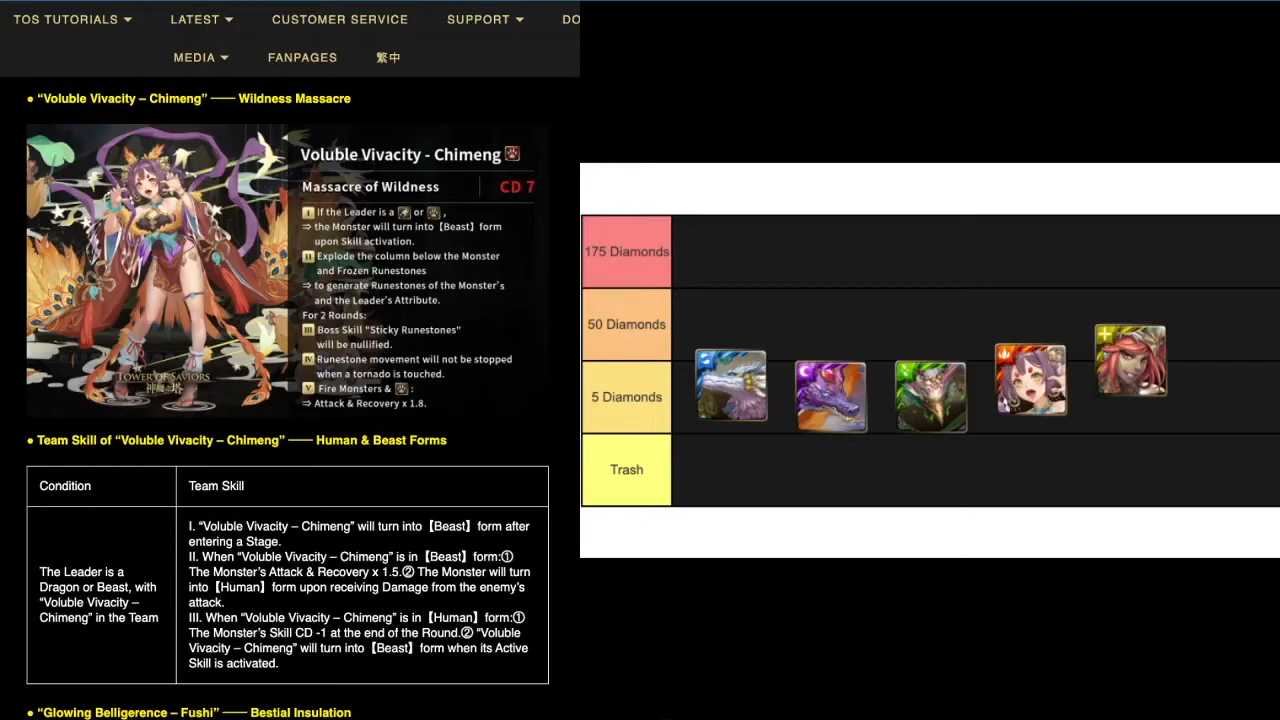 TOS TUTORIALS
LATEST
CUSTOMER SERVICE
SUPPORT
DO
MEDIA
FANPAGES
繁中
● “Voluble Vivacity – Chimeng” —— Wildness Massacre
Voluble Vivacity - Chimeng
Massacre of Wildness
CD 7
I If the Leader is a or ,
⇒ the Monster will turn into【Beast】form
upon Skill activation.
II Explode the column below the Monster
and Frozen Runestones
⇒ to generate Runestones of the Monster's
and the Leader's Attribute.
For 2 Rounds:
III Boss Skill "Sticky Runestones"
will be nullified.
IV Runestone movement will not be stopped
when a tornado is touched.
V Fire Monsters & :
⇒ Attack & Recovery x 1.8.
TOWER OF SAVIORS
神魔之塔
● Team Skill of “Voluble Vivacity – Chimeng” —— Human & Beast Forms
Condition
Team Skill
The Leader is a
Dragon or Beast, with
“Voluble Vivacity –
Chimeng” in the Team
I. “Voluble Vivacity – Chimeng” will turn into【Beast】form after
entering a Stage.
II. When “Voluble Vivacity – Chimeng” is in【Beast】form:①
The Monster’s Attack & Recovery x 1.5.② The Monster will turn
into【Human】form upon receiving Damage from the enemy’s
attack.
III. When “Voluble Vivacity – Chimeng” is in【Human】form:①
The Monster’s Skill CD -1 at the end of the Round.② “Voluble
Vivacity – Chimeng” will turn into【Beast】form when its Active
Skill is activated.
● “Glowing Belligerence – Fushi” —— Bestial Insulation
175 Diamonds
50 Diamonds
5 Diamonds
Trash